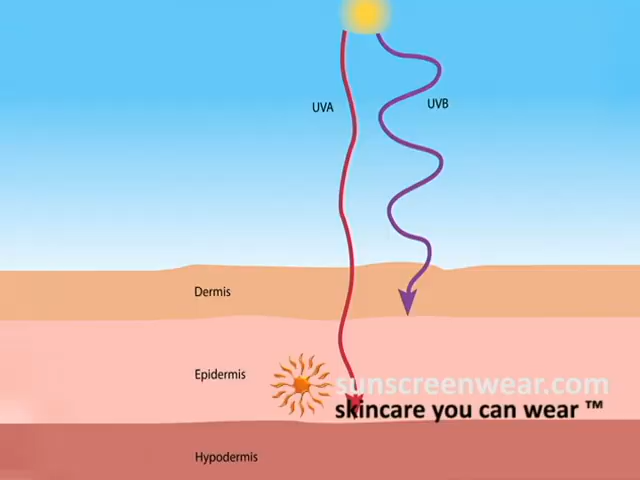 UVA
UVB
Dermis
Epidermis
sunscreenwear.com
skincare you can wear ™
Hypodermis